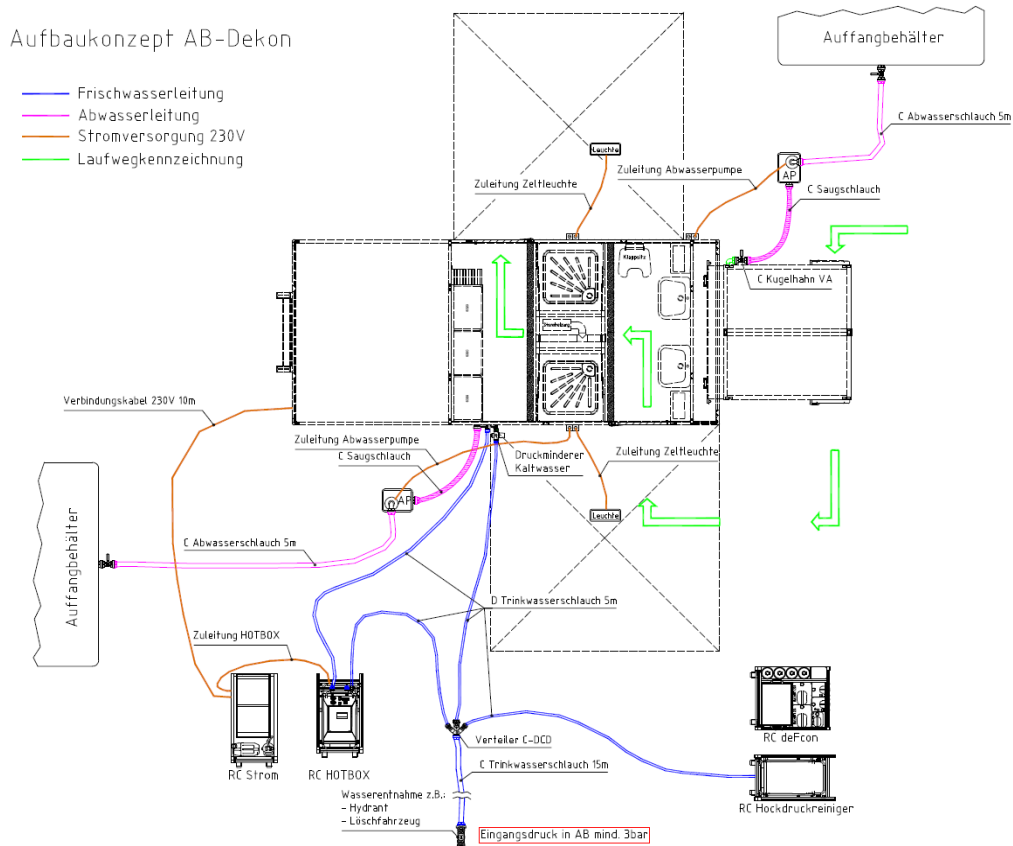 Aufbaukonzept AB-Dekon
Frischwasserleitung
Abwasserleitung
Stromversorgung 230V
Laufwegkennzeichnung
Auffangbehälter
C Abwasserschlauch 5m
Leuchte
Zuleitung Abwasserpumpe
AP
Zuleitung Zeltleuchte
C Saugschlauch
Klappsitz
C Kugelhahn VA
Verbindungskabel 230V 10m
Zuleitung Abwasserpumpe
C Saugschlauch
Druckminderer
Kaltwasser
Zuleitung Zeltleuchte
AP
Leuchte
C Abwasserschlauch 5m
Auffangbehälter
D Trinkwasserschlauch 5m
Zuleitung HOTBOX
RC Strom
RC HOTBOX
Verteiler C-DCD
RC deFcon
C Trinkwasserschlauch 15m
RC Hockdruckreiniger
Wasserentnahme z.B.:
- Hydrant
- Löschfahrzeug
Eingangsdruck in AB mind. 3bar